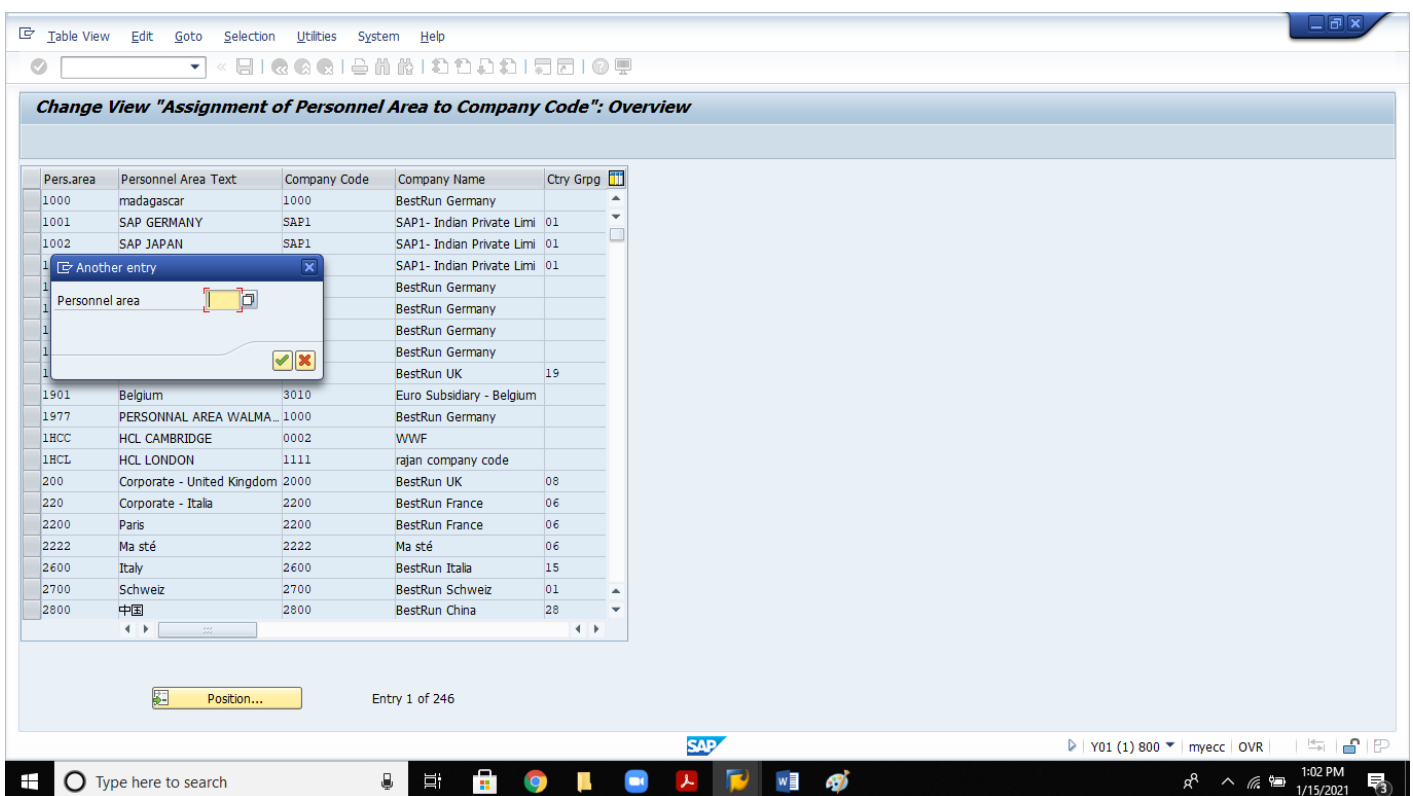 Table View Edit Goto Selection Utilities System Help
Change View "Assignment of Personnel Area to Company Code": Overview
Pers.area Personnel Area Text Company Code Company Name Ctry Grpg
1000 madagascar 1000 BestRun Germany
1001 SAP GERMANY SAP1 SAP1- Indian Private Limi 01
1002 SAP JAPAN SAP1 SAP1- Indian Private Limi 01
1 SAP1- Indian Private Limi 01
Another entry
1 BestRun Germany
Personnel area
1 BestRun Germany
1 BestRun Germany
1 BestRun Germany
1 BestRun UK 19
1901 Belgium 3010 Euro Subsidiary - Belgium
1977 PERSONNAL AREA WALMA... 1000 BestRun Germany
1HCC HCL CAMBRIDGE 0002 WWF
1HCL HCL LONDON 1111 rajan company code
200 Corporate - United Kingdom 2000 BestRun UK 08
220 Corporate - Italia 2200 BestRun France 06
2200 Paris 2200 BestRun France 06
2222 Ma sté 2222 Ma sté 06
2600 Italy 2600 BestRun Italia 15
2700 Schweiz 2700 BestRun Schweiz 01
2800 中国 2800 BestRun China 28
Position... Entry 1 of 246
SAP
Y01 (1) 800 myecc OVR
Type here to search
1:02 PM
1/15/2021
3